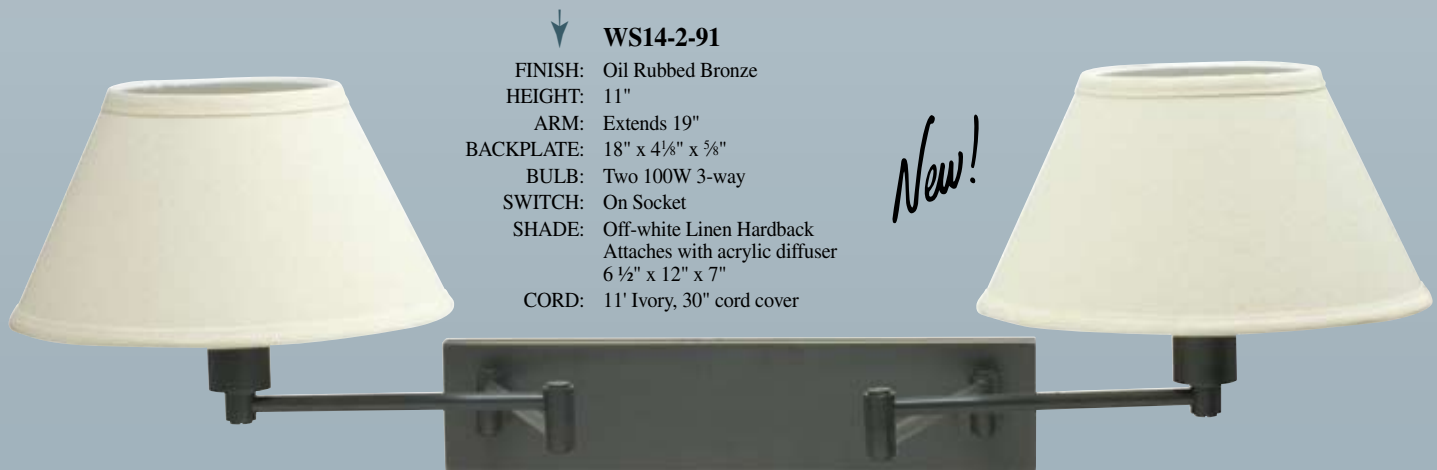 WS14-2-91
FINISH: Oil Rubbed Bronze
HEIGHT: 11"
ARM: Extends 19"
BACKPLATE: 18" x 4⅛" x ⅝"
BULB: Two 100W 3-way
SWITCH: On Socket
SHADE: Off-white Linen Hardback
Attaches with acrylic diffuser
6 ½" x 12" x 7"
CORD: 11' Ivory, 30" cord cover
New!